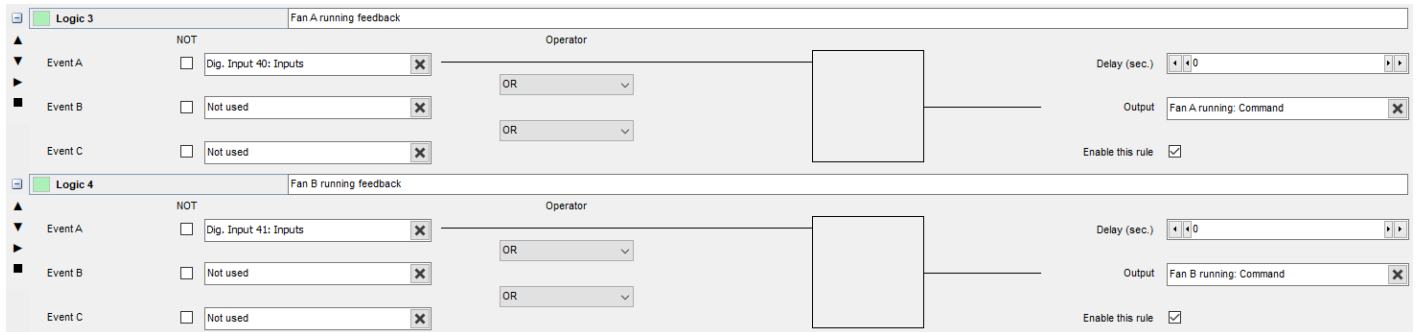 Logic 3 Fan A running feedback
NOT Operator
Event A Dig. Input 40: Inputs Delay (sec.) 0
OR
Event B Not used Output Fan A running: Command
OR
Event C Not used Enable this rule
Logic 4 Fan B running feedback
NOT Operator
Event A Dig. Input 41: Inputs Delay (sec.) 0
OR
Event B Not used Output Fan B running: Command
OR
Event C Not used Enable this rule